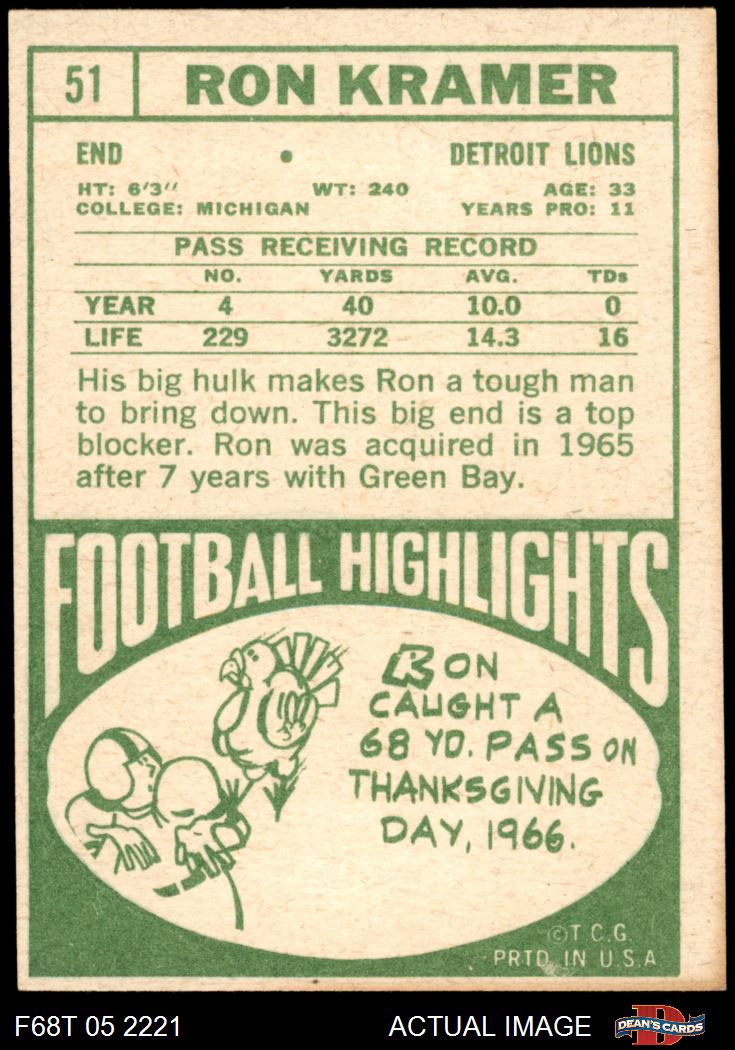 51 RON KRAMER
END • DETROIT LIONS
HT: 6'3" WT: 240 AGE: 33
COLLEGE: MICHIGAN YEARS PRO: 11
PASS RECEIVING RECORD
NO. YARDS AVG. TDs
YEAR 4 40 10.0 0
LIFE 229 3272 14.3 16
His big hulk makes Ron a tough man
to bring down. This big end is a top
blocker. Ron was acquired in 1965
after 7 years with Green Bay.
FOOTBALL HIGHLIGHTS
RON
CAUGHT A
68 YD. PASS ON
THANKSGIVING
DAY, 1966.
©T.C.G.
PRTD. IN U.S.A.
F68T 05 2221 ACTUAL IMAGE D DEAN'S CARDS